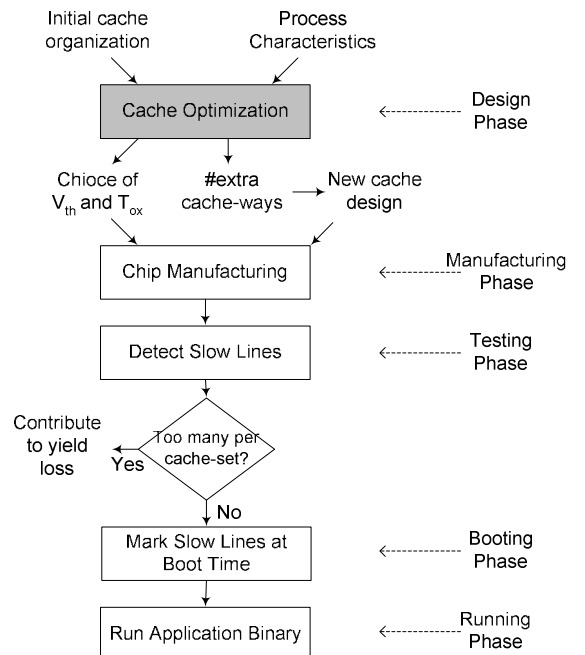 Initial cache
organization
Process
Characteristics
Cache Optimization
Design
Phase
Chioce of
Vth and Tox
#extra
cache-ways
New cache
design
Chip Manufacturing
Manufacturing
Phase
Detect Slow Lines
Testing
Phase
Contribute
to yield
loss
Yes
Too many per
cache-set?
No
Mark Slow Lines at
Boot Time
Booting
Phase
Run Application Binary
Running
Phase